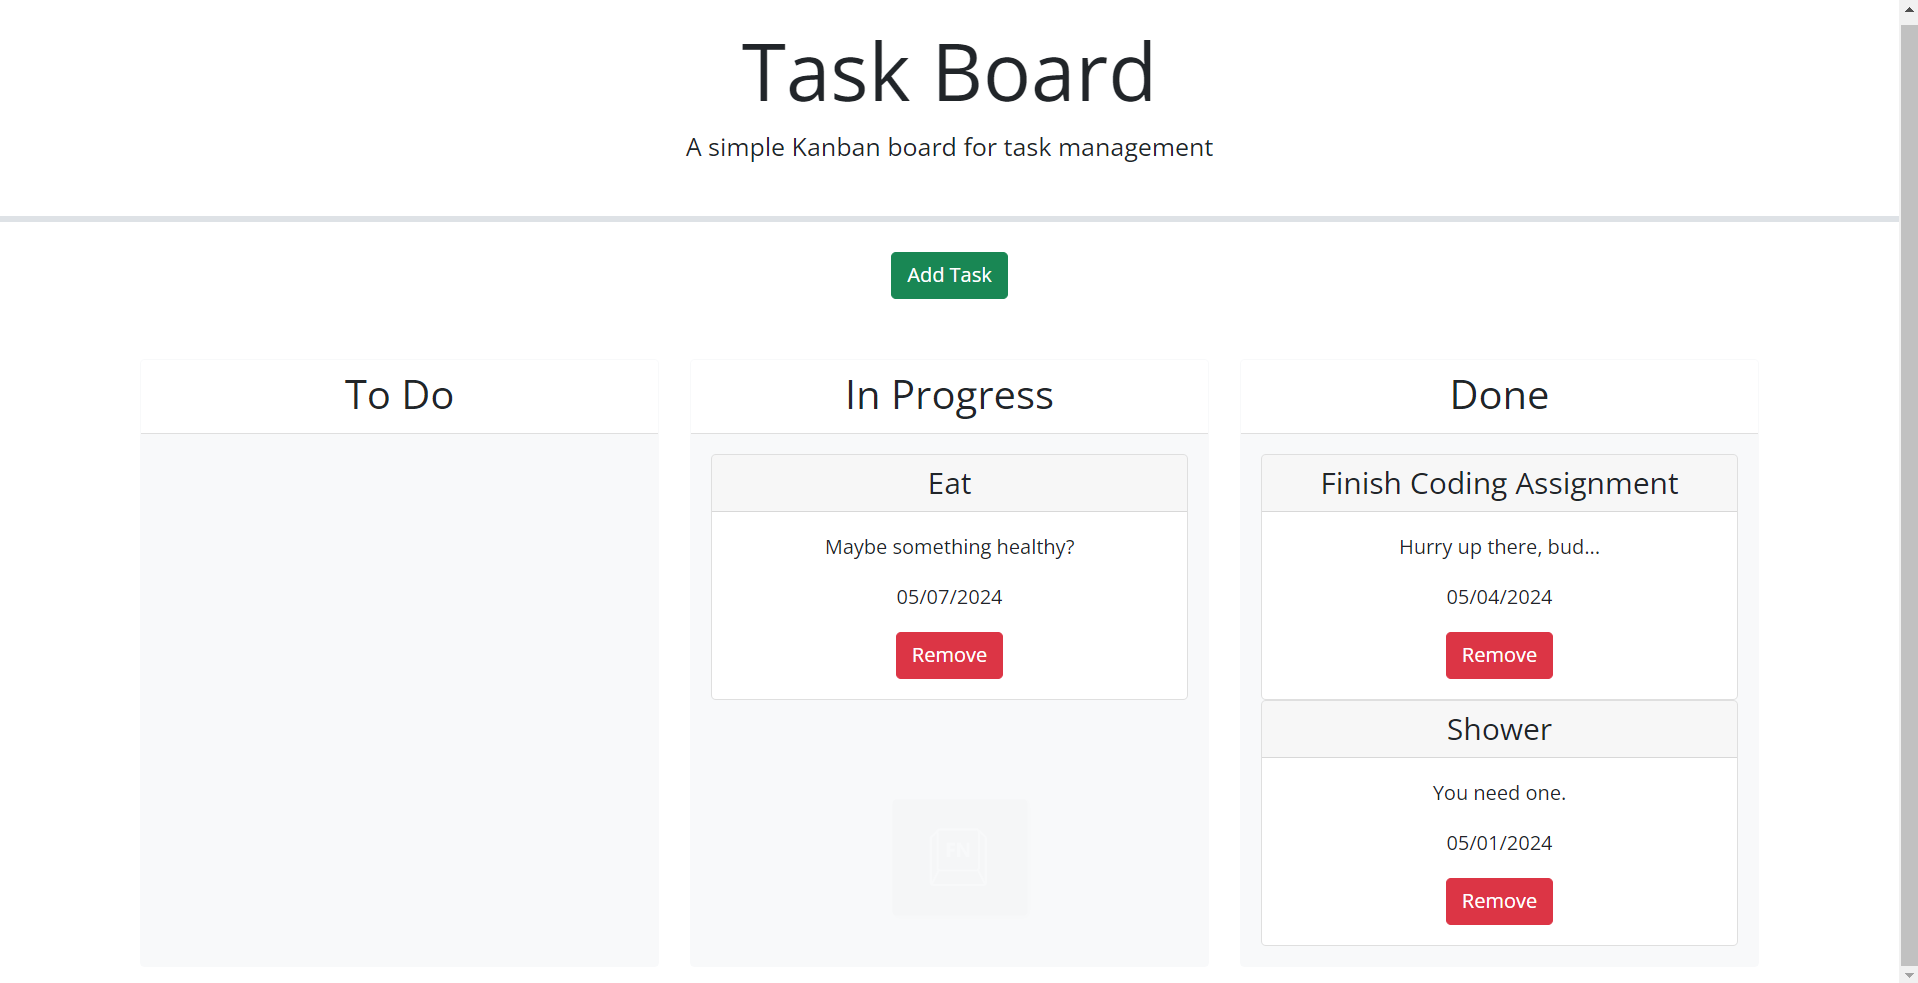 Task Board
A simple Kanban board for task management
Add Task
To Do
In Progress
Eat
Maybe something healthy?
05/07/2024
Remove
FN
Done
Finish Coding Assignment
Hurry up there, bud...
05/04/2024
Remove
Shower
You need one.
05/01/2024
Remove